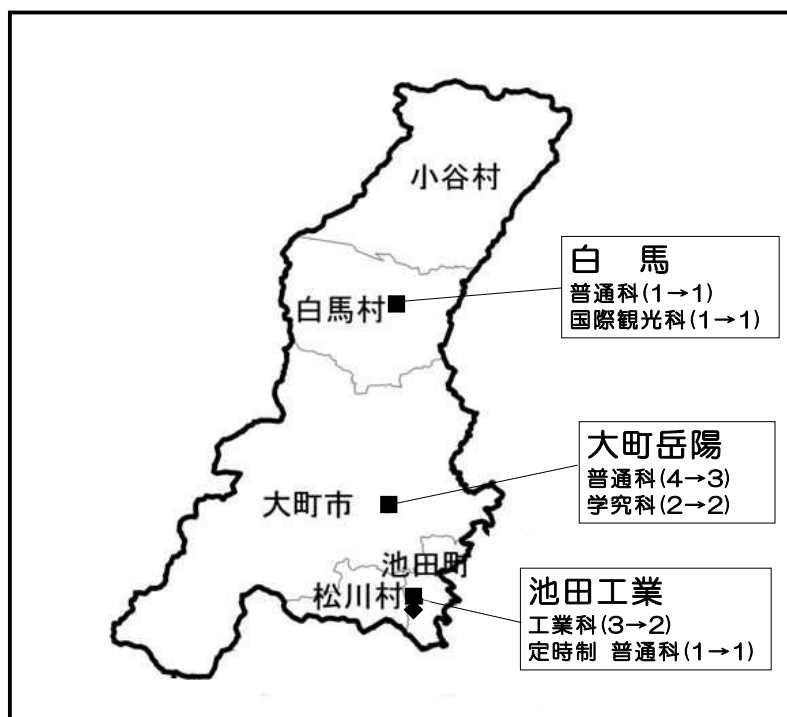 小谷村
白馬村
白　馬
普通科(1→1)
国際観光科(1→1)
大町市
大町岳陽
普通科(4→3)
学究科(2→2)
池田町
松川村
池田工業
工業科(3→2)
定時制 普通科(1→1)